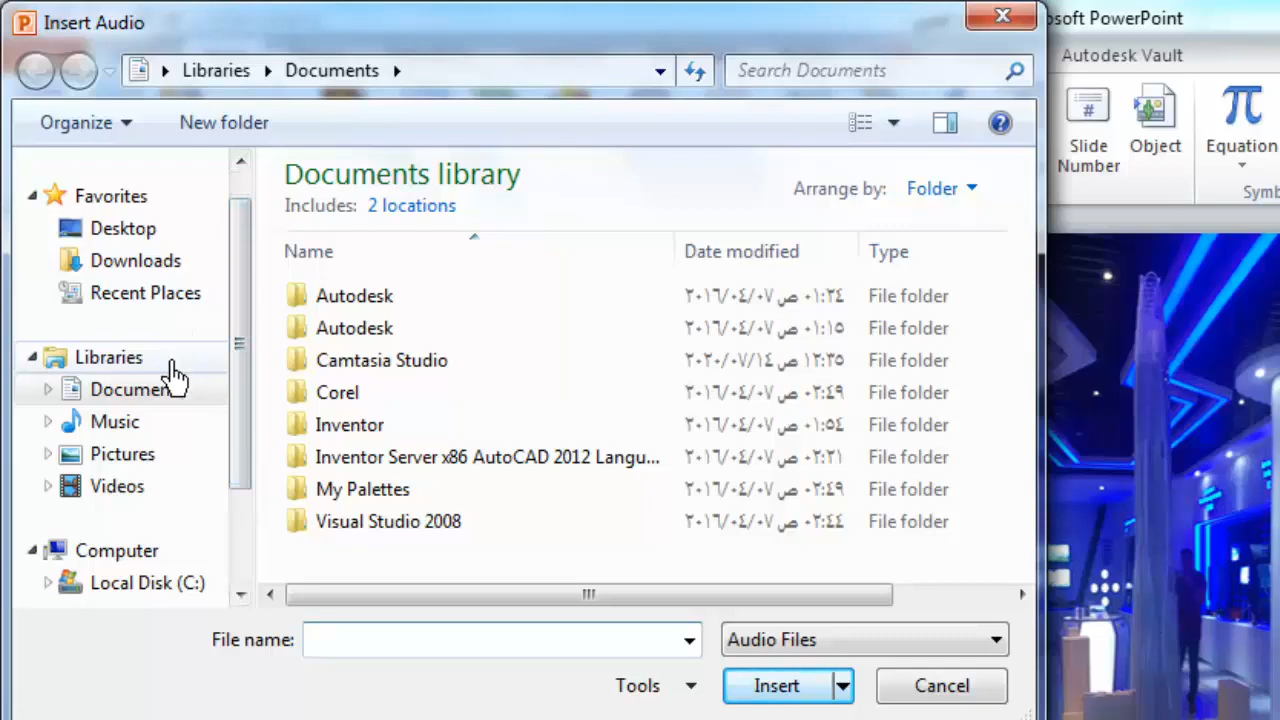 Insert Audio
osoft PowerPoint
Libraries
Documents
Search Documents
Autodesk Vault
Organize
New folder
Slide Number
Object
Equation
Symb
Documents library
Includes: 2 locations
Arrange by: Folder
Favorites
Desktop
Downloads
Recent Places
Libraries
Documen
Music
Pictures
Videos
Computer
Local Disk (C:)
Name Date modified Type
Autodesk ٢٠١٦/٠٤/٠٧ ص ٠١:٢٤ File folder
Autodesk ٢٠١٦/٠٤/٠٧ ص ٠١:١٥ File folder
Camtasia Studio ٢٠٢٠/٠٧/١٤ ص ١٢:٣٥ File folder
Corel ٢٠١٦/٠٤/٠٧ ص ٠٢:٤٩ File folder
Inventor ٢٠١٦/٠٤/٠٧ ص ٠١:٥٤ File folder
Inventor Server x86 AutoCAD 2012 Langu... ٢٠١٦/٠٤/٠٧ ص ٠٢:٢١ File folder
My Palettes ٢٠١٦/٠٤/٠٧ ص ٠٢:٤٩ File folder
Visual Studio 2008 ٢٠١٦/٠٤/٠٧ ص ٠٢:٤٤ File folder
File name:
Audio Files
Tools
Insert
Cancel